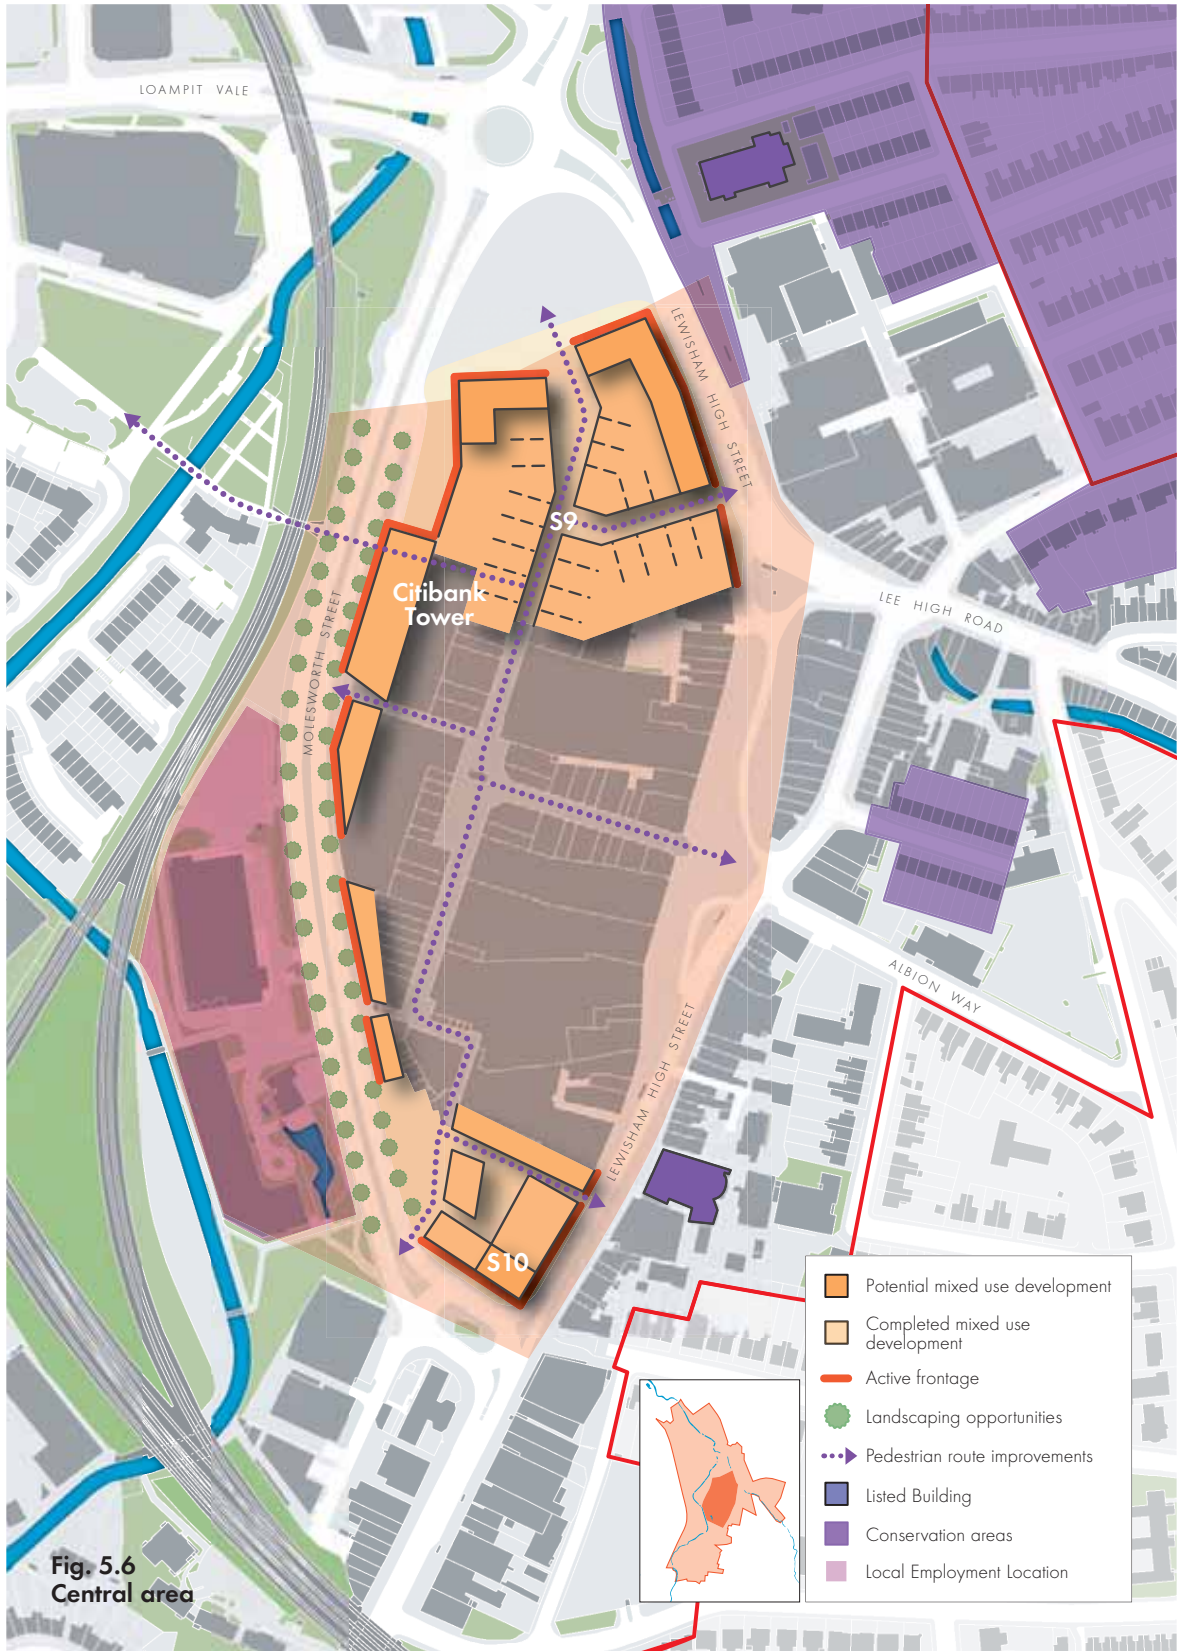 LOAMPIT VALE
LEWISHAM HIGH STREET
S9
Citibank
Tower
MOLESWORTH STREET
LEE HIGH ROAD
ALBION WAY
LEWISHAM HIGH STREET
S10
Potential mixed use development
Completed mixed use
development
Active frontage
Landscaping opportunities
Pedestrian route improvements
Listed Building
Conservation areas
Local Employment Location
Fig. 5.6
Central area